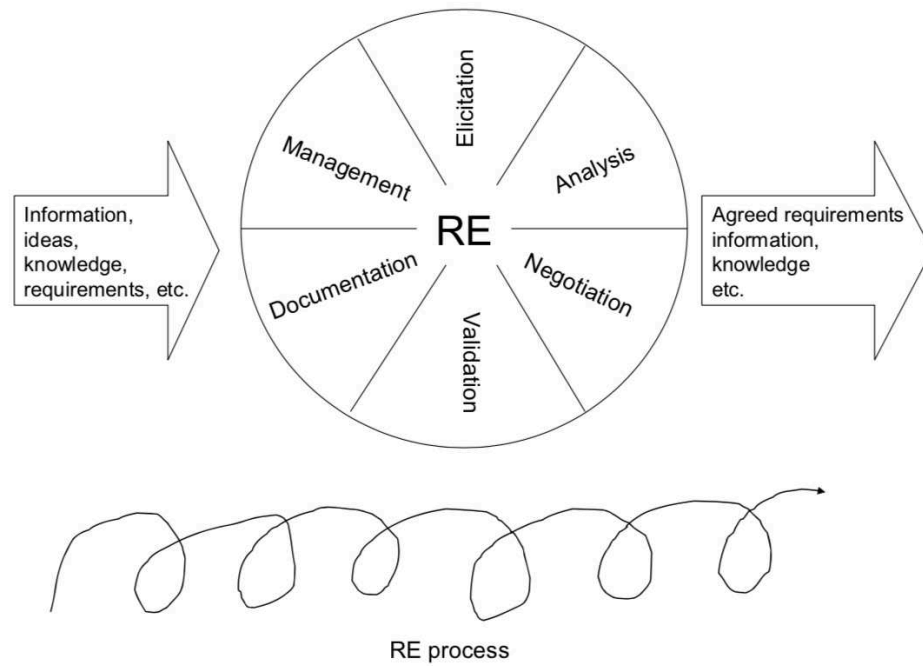 Information,
ideas,
knowledge,
requirements, etc.
Management
Elicitation
Analysis
RE
Documentation
Validation
Negotiation
Agreed requirements
information,
knowledge
etc.
RE process